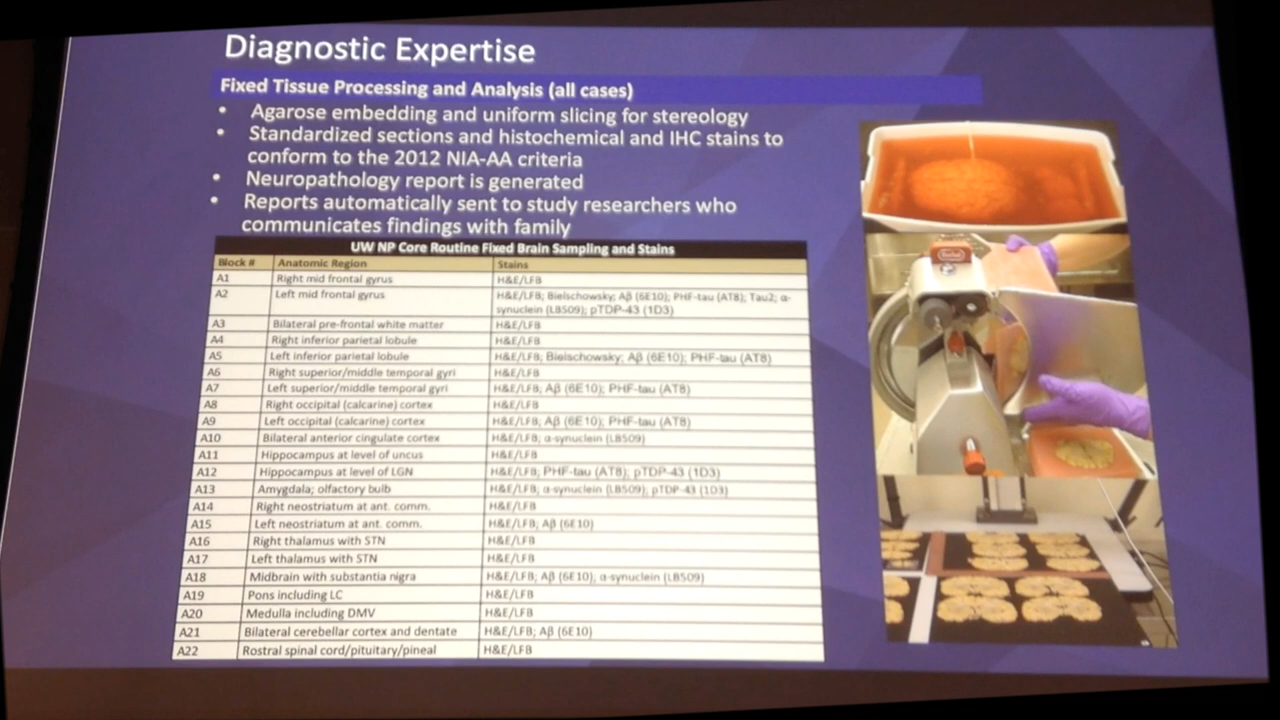 Diagnostic Expertise
Fixed Tissue Processing and Analysis (all cases)
• Agarose embedding and uniform slicing for stereology
• Standardized sections and histochemical and IHC stains to
conform to the 2012 NIA-AA criteria
• Neuropathology report is generated
• Reports automatically sent to study researchers who
communicates findings with family
UW NP Core Routine Fixed Brain Sampling and Stains
Block # Anatomic Region Stains
A1 Right mid frontal gyrus H&E/LFB
A2 Left mid frontal gyrus H&E/LFB; Bielschowsky; Aβ (6E10); PHF-tau (AT8); Tau2; α-
synuclein (LB509); pTDP-43 (1D3)
A3 Bilateral pre-frontal white matter H&E/LFB
A4 Right inferior parietal lobule H&E/LFB
A5 Left inferior parietal lobule H&E/LFB; Bielschowsky; Aβ (6E10); PHF-tau (AT8)
A6 Right superior/middle temporal gyri H&E/LFB
A7 Left superior/middle temporal gyri H&E/LFB; Aβ (6E10); PHF-tau (AT8)
A8 Right occipital (calcarine) cortex H&E/LFB
A9 Left occipital (calcarine) cortex H&E/LFB; Aβ (6E10); PHF-tau (AT8)
A10 Bilateral anterior cingulate cortex H&E/LFB; α-synuclein (LB509)
A11 Hippocampus at level of uncus H&E/LFB
A12 Hippocampus at level of LGN H&E/LFB; PHF-tau (AT8); pTDP-43 (1D3)
A13 Amygdala; olfactory bulb H&E/LFB; α-synuclein (LB509); pTDP-43 (1D3)
A14 Right neostriatum at ant. comm. H&E/LFB
A15 Left neostriatum at ant. comm. H&E/LFB; Aβ (6E10)
A16 Right thalamus with STN H&E/LFB
A17 Left thalamus with STN H&E/LFB
A18 Midbrain with substantia nigra H&E/LFB; Aβ (6E10); α-synuclein (LB509)
A19 Pons including LC H&E/LFB
A20 Medulla including DMV H&E/LFB
A21 Bilateral cerebellar cortex and dentate H&E/LFB; Aβ (6E10)
A22 Rostral spinal cord/pituitary/pineal H&E/LFB